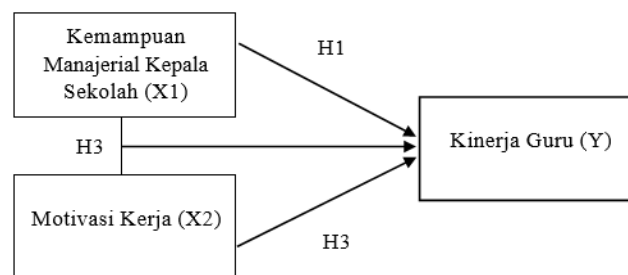 Kemampuan
Manajerial Kepala
Sekolah (X1)
H1
Kinerja Guru (Y)
H3
Motivasi Kerja (X2)
H3